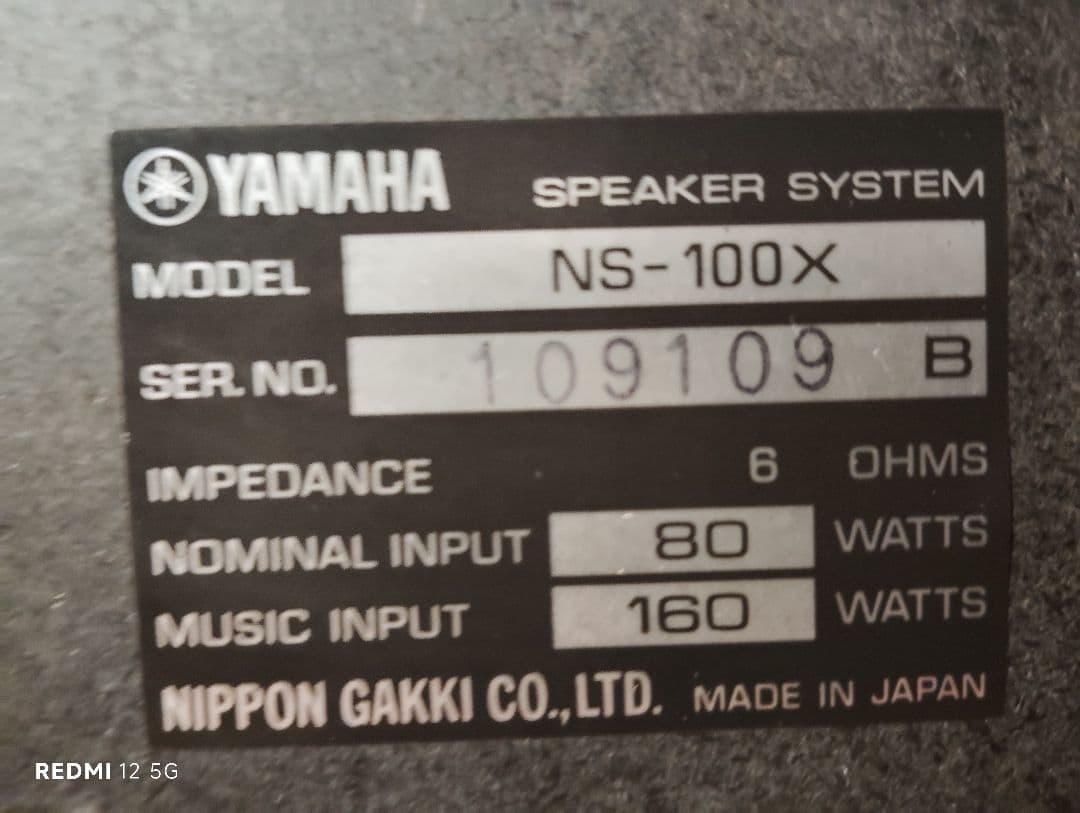 YAMAHA SPEAKER SYSTEM
MODEL NS-100X
SER. NO. 109109 B
IMPEDANCE 6 OHMS
NOMINAL INPUT 80 WATTS
MUSIC INPUT 160 WATTS
NIPPON GAKKI CO., LTD. MADE IN JAPAN
REDMI 12 5G